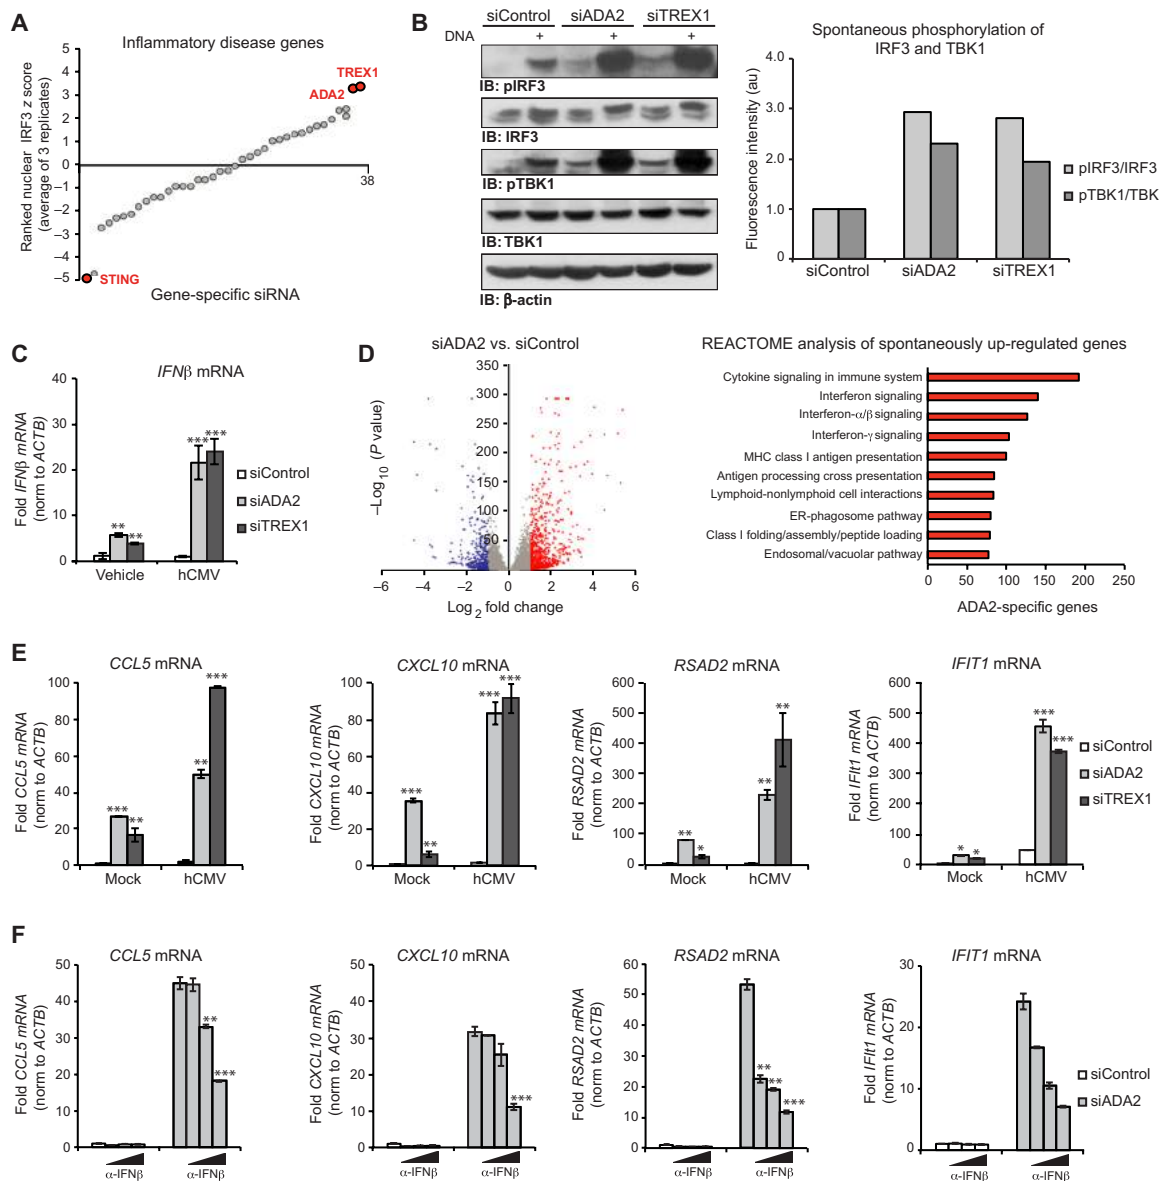 A
Inflammatory disease genes
Ranked nuclear IRF3 z score
(average of 3 replicates)
5
4
3
2
1
0
–1
–2
–3
–4
–5
TREX1
ADA2
STING
38
Gene-specific siRNA
B
siControl siADA2 siTREX1
DNA + + +
IB: pIRF3
IB: IRF3
IB: pTBK1
IB: TBK1
IB: β-actin
Spontaneous phosphorylation of
IRF3 and TBK1
Fluorescence intensity (au)
4.0
3.0
2.0
1.0
.0
siControl siADA2 siTREX1
pIRF3/IRF3
pTBK1/TBK
C
IFNβ mRNA
Fold IFNβ mRNA
(norm to ACTB)
40
30
20
10
0
** **
*** ***
Vehicle hCMV
siControl
siADA2
siTREX1
D
siADA2 vs. siControl
–Log10 (P value)
350
300
250
200
150
100
50
–6 –4 –2 0 2 4 6
Log2 fold change
REACTOME analysis of spontaneously up-regulated genes
Cytokine signaling in immune system
Interferon signaling
Interferon-α/β signaling
Interferon-γ signaling
MHC class I antigen presentation
Antigen processing cross presentation
Lymphoid-nonlymphoid cell interactions
ER-phagosome pathway
Class I folding/assembly/peptide loading
Endosomal/vacuolar pathway
0 50 100 150 200 250
ADA2-specific genes
E
CCL5 mRNA
Fold CCL5 mRNA
(norm to ACTB)
100
80
60
40
20
0
*** **
** ***
Mock hCMV
CXCL10 mRNA
Fold CXCL10 mRNA
(norm to ACTB)
100
80
60
40
20
0
*** **
*** ***
Mock hCMV
RSAD2 mRNA
Fold RSAD2 mRNA
(norm to ACTB)
600
500
400
300
200
100
0
** *
** **
Mock hCMV
IFIT1 mRNA
Fold IFIt1 mRNA
(norm to ACTB)
600
500
400
300
200
100
0
* *
*** ***
Mock hCMV
siControl
siADA2
siTREX1
F
CCL5 mRNA
Fold CCL5 mRNA
(norm to ACTB)
50
40
30
20
10
0
** ***
α-IFNβ α-IFNβ
CXCL10 mRNA
Fold CXCL10 mRNA
(norm to ACTB)
50
40
30
20
10
0
***
α-IFNβ α-IFNβ
RSAD2 mRNA
Fold RSAD2 mRNA
(norm to ACTB)
60
50
40
30
20
10
0
** ** ***
α-IFNβ α-IFNβ
IFIT1 mRNA
Fold IFIt1 mRNA
(norm to ACTB)
30
20
10
0
α-IFNβ α-IFNβ
siControl
siADA2